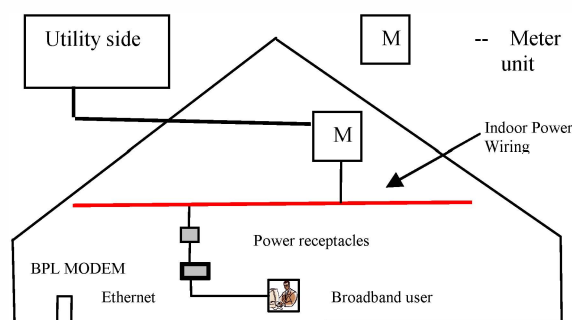 Utility side
M
-- Meter
unit
M
Indoor Power
Wiring
Power receptacles
BPL MODEM
Ethernet
Broadband user